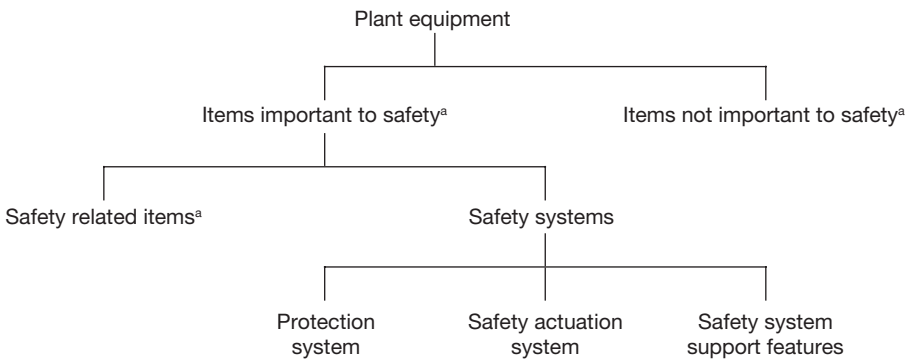 Plant equipment
Items important to safetyᵃ
Items not important to safetyᵃ
Safety related itemsᵃ
Safety systems
Protection
system
Safety actuation
system
Safety system
support features